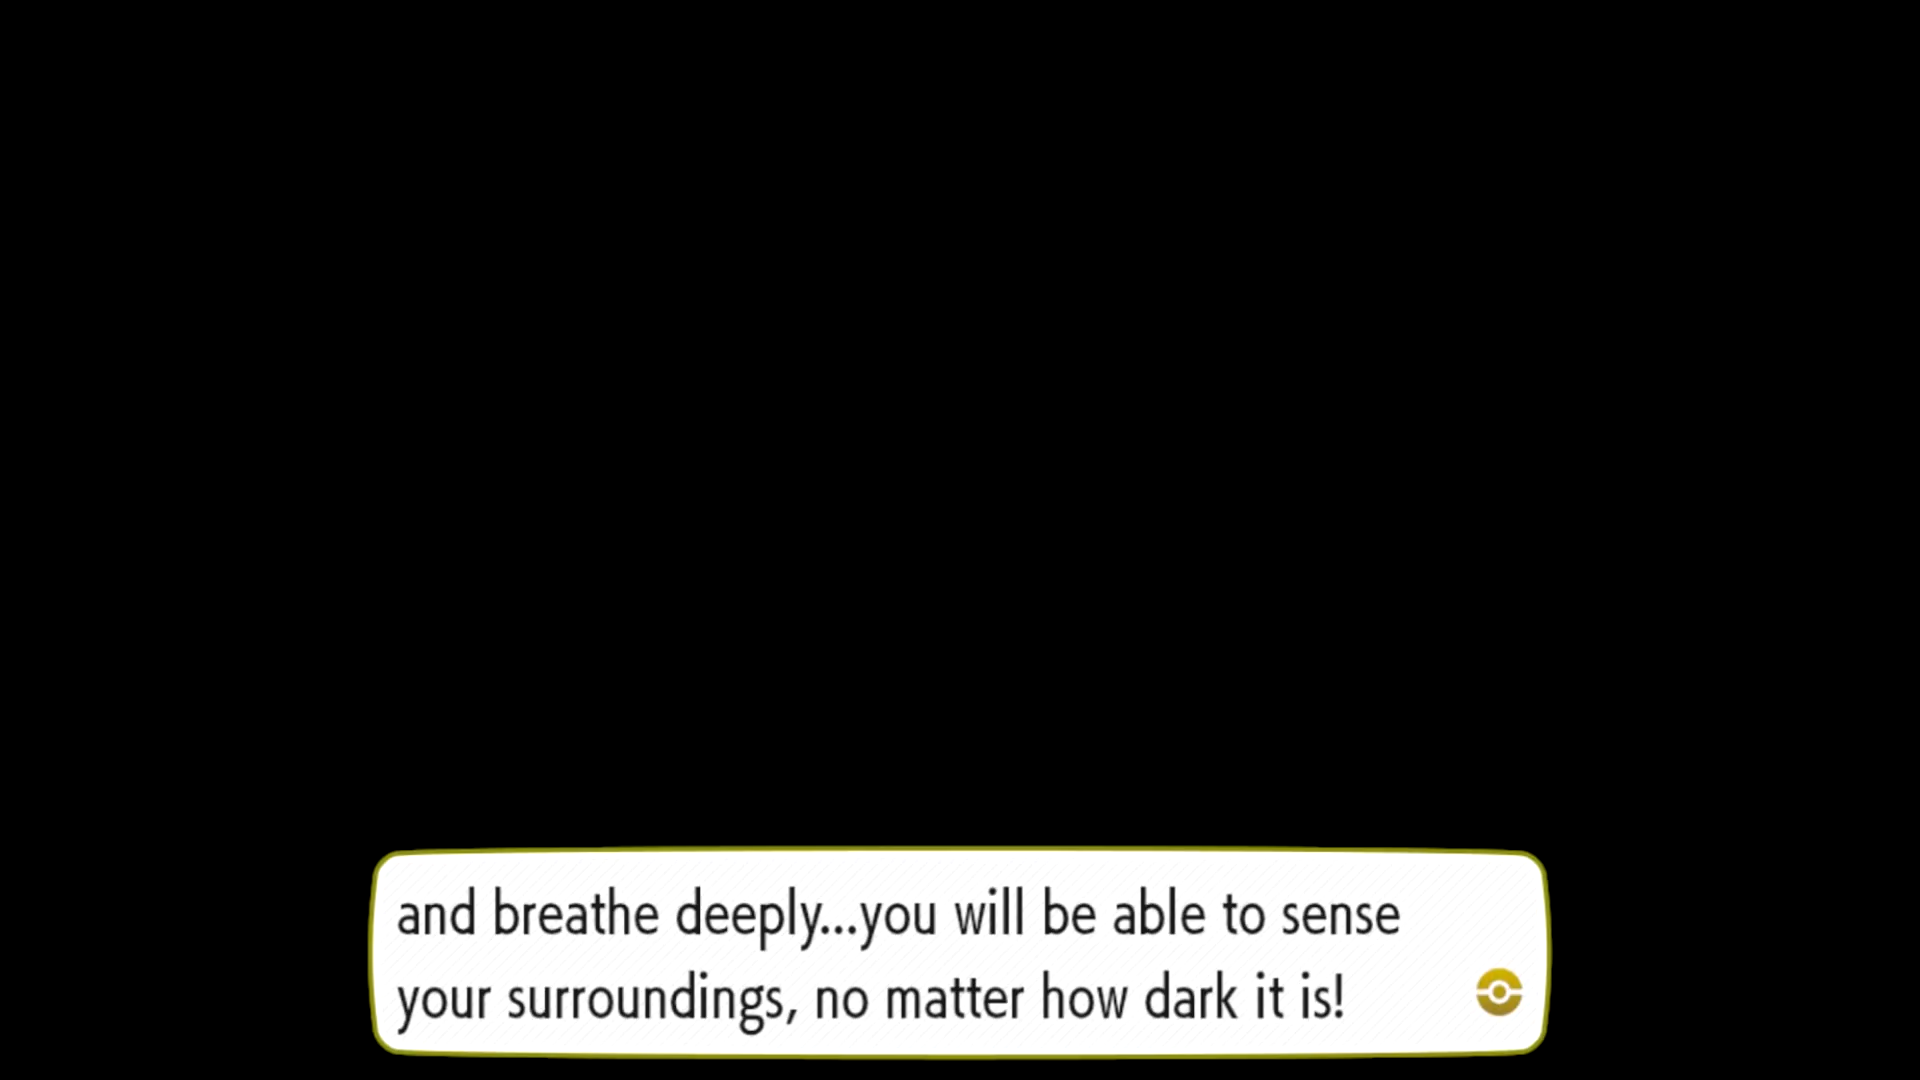 and breathe deeply...you will be able to sense
your surroundings, no matter how dark it is!